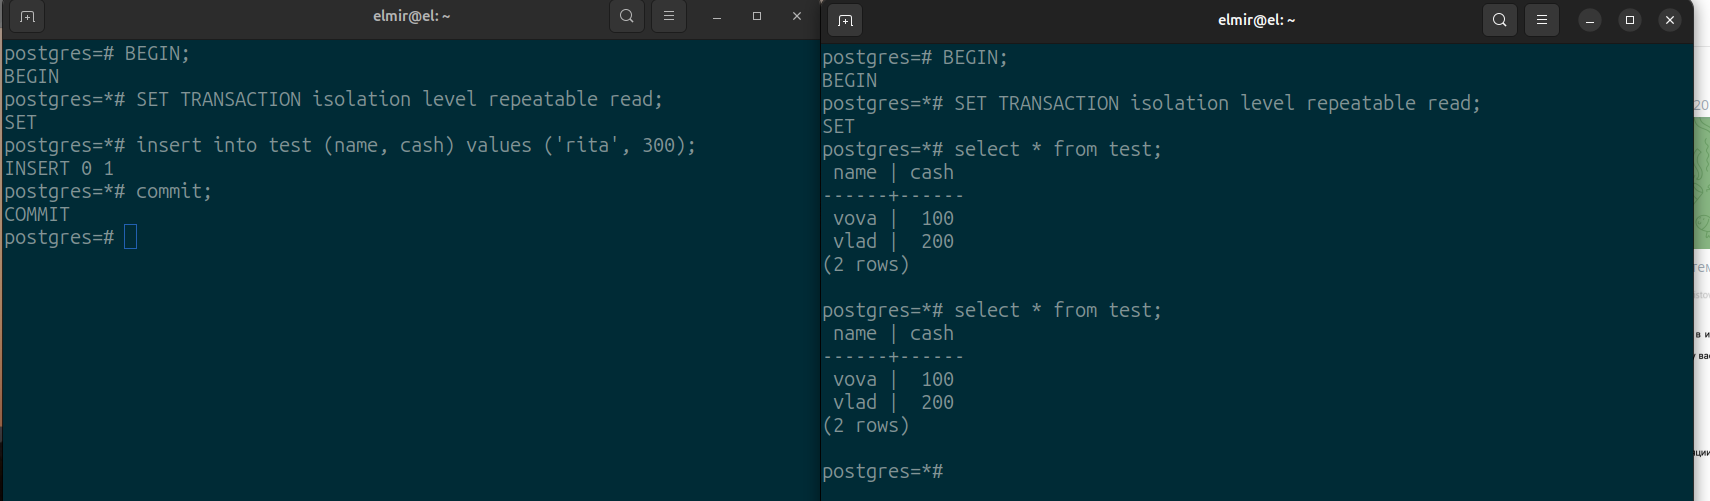 elmir@el: ~
postgres=# BEGIN;
BEGIN
postgres=*# SET TRANSACTION isolation level repeatable read;
SET
postgres=*# insert into test (name, cash) values ('rita', 300);
INSERT 0 1
postgres=*# commit;
COMMIT
postgres=#
elmir@el: ~
postgres=# BEGIN;
BEGIN
postgres=*# SET TRANSACTION isolation level repeatable read;
SET
postgres=*# select * from test;
 name | cash
------+------
 vova |  100
 vlad |  200
(2 rows)
postgres=*# select * from test;
 name | cash
------+------
 vova |  100
 vlad |  200
(2 rows)
postgres=*#
20